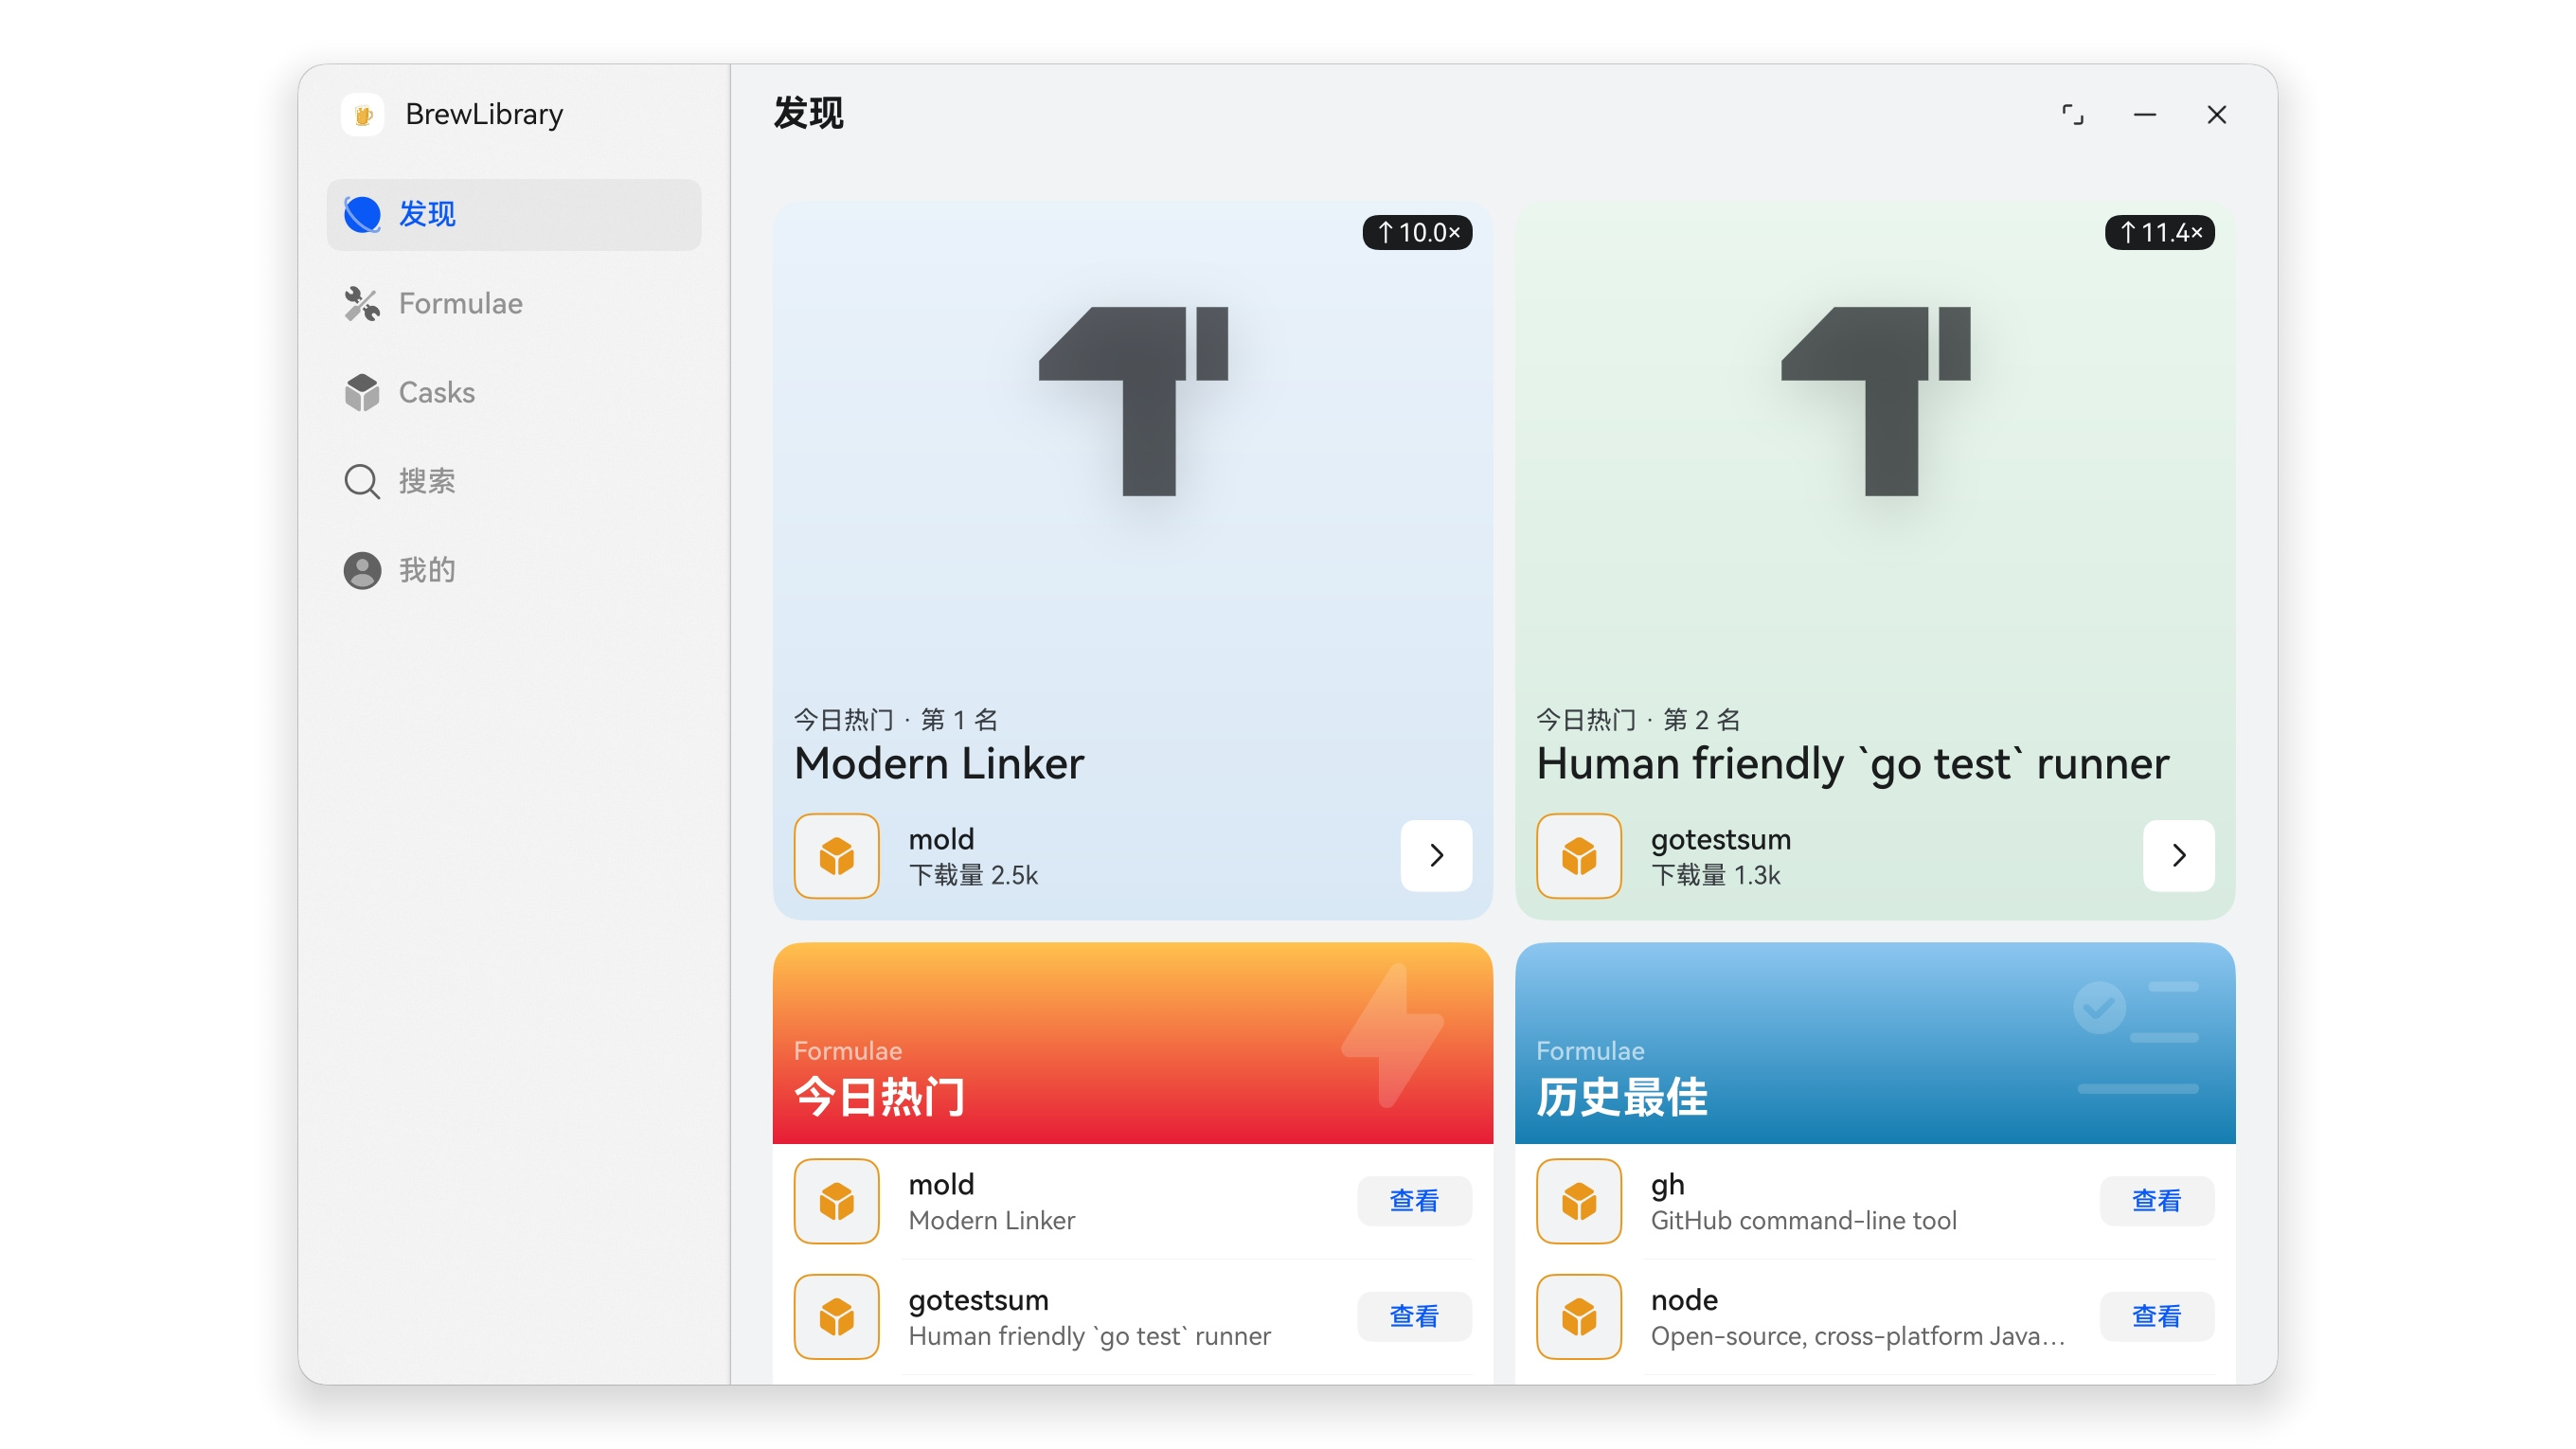 BrewLibrary
发现
Formulae
Casks
搜索
我的
发现
↑10.0×
今日热门 · 第 1 名
Modern Linker
mold
下载量 2.5k
↑11.4×
今日热门 · 第 2 名
Human friendly `go test` runner
gotestsum
下载量 1.3k
Formulae
今日热门
mold
Modern Linker
查看
gotestsum
Human friendly `go test` runner
查看
Formulae
历史最佳
gh
GitHub command-line tool
查看
node
Open-source, cross-platform Java…
查看